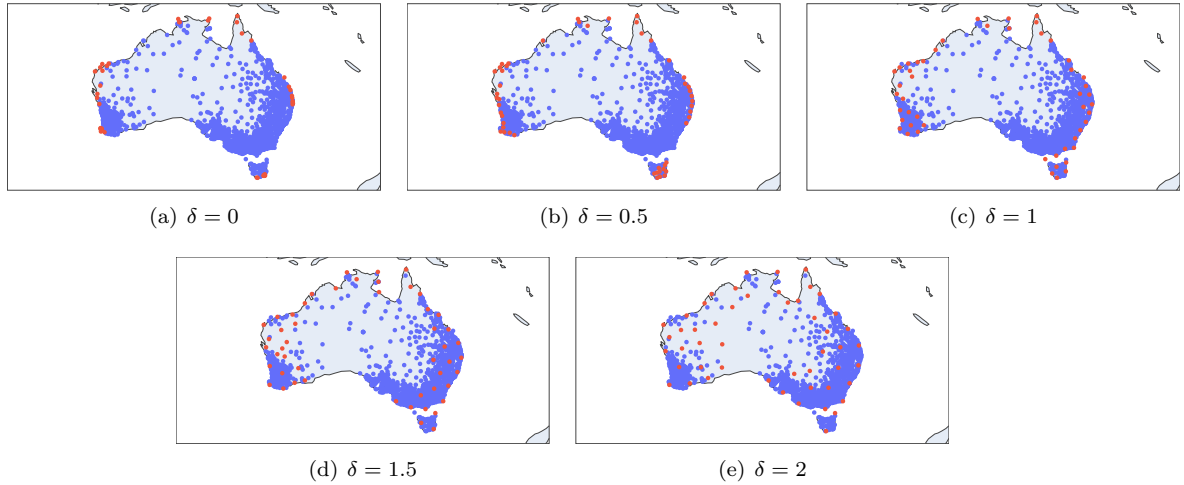 (a) δ = 0
(b) δ = 0.5
(c) δ = 1
(d) δ = 1.5
(e) δ = 2